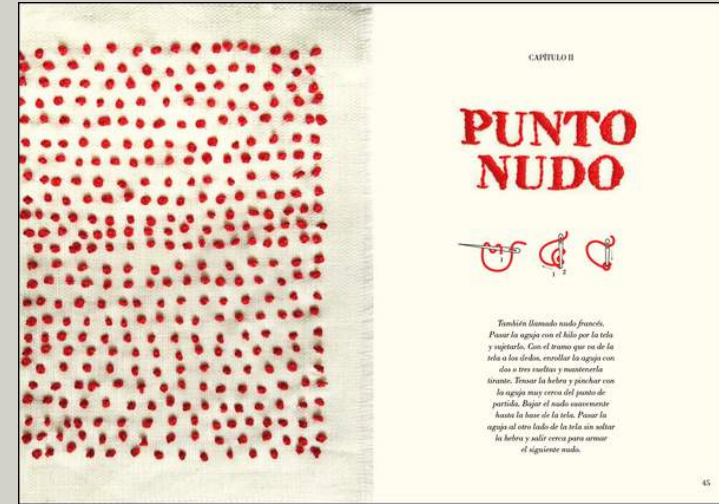 CAPÍTULO II
PUNTO
NUDO
1
1 2
También llamado nudo francés.
Pasar la aguja con el hilo por la tela
y sujetarlo. Con el tramo que va de la
tela a los dedos, enrollar la aguja con
dos o tres vueltas y mantenerla
tirante. Tensar la hebra y pinchar con
la aguja muy cerca del punto de
partida. Bajar el nudo suavemente
hasta la base de la tela. Pasar la
aguja al otro lado de la tela sin soltar
la hebra y salir cerca para armar
el siguiente nudo.
45